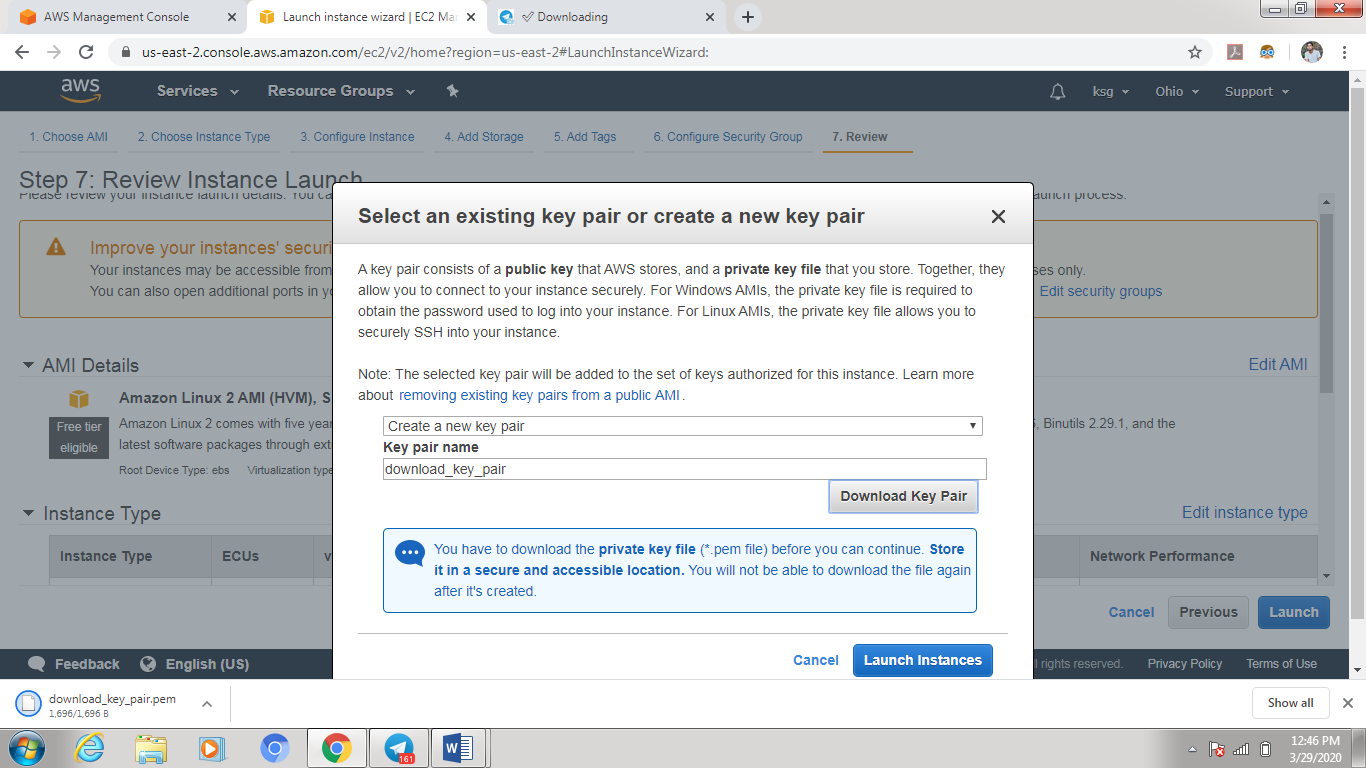 AWS Management Console
Launch instance wizard | EC2 Ma
Downloading
us-east-2.console.aws.amazon.com/ec2/v2/home?region=us-east-2#LaunchInstanceWizard:
aws Services Resource Groups ksg Ohio Support
1. Choose AMI 2. Choose Instance Type 3. Configure Instance 4. Add Storage 5. Add Tags 6. Configure Security Group 7. Review
Step 7: Review Instance Launch
Please review your instance launch details. You ca
aunch process.
Improve your instances' securi
Your instances may be accessible from
ses only.
You can also open additional ports in yo
Edit security groups
AMI Details
Edit AMI
Amazon Linux 2 AMI (HVM), S
Free tier
eligible
Amazon Linux 2 comes with five year
Binutils 2.29.1, and the
latest software packages through ext
Root Device Type: ebs Virtualization type
Instance Type
Edit instance type
Instance Type ECUs v
Network Performance
Cancel Previous Launch
Select an existing key pair or create a new key pair
A key pair consists of a public key that AWS stores, and a private key file that you store. Together, they
allow you to connect to your instance securely. For Windows AMIs, the private key file is required to
obtain the password used to log into your instance. For Linux AMIs, the private key file allows you to
securely SSH into your instance.
Note: The selected key pair will be added to the set of keys authorized for this instance. Learn more
about removing existing key pairs from a public AMI.
Create a new key pair
Key pair name
download_key_pair
Download Key Pair
You have to download the private key file (*.pem file) before you can continue. Store
it in a secure and accessible location. You will not be able to download the file again
after it's created.
Cancel Launch Instances
Feedback English (US)
l rights reserved. Privacy Policy Terms of Use
download_key_pair.pem
1,696/1,696 B
Show all
161
12:46 PM
3/29/2020